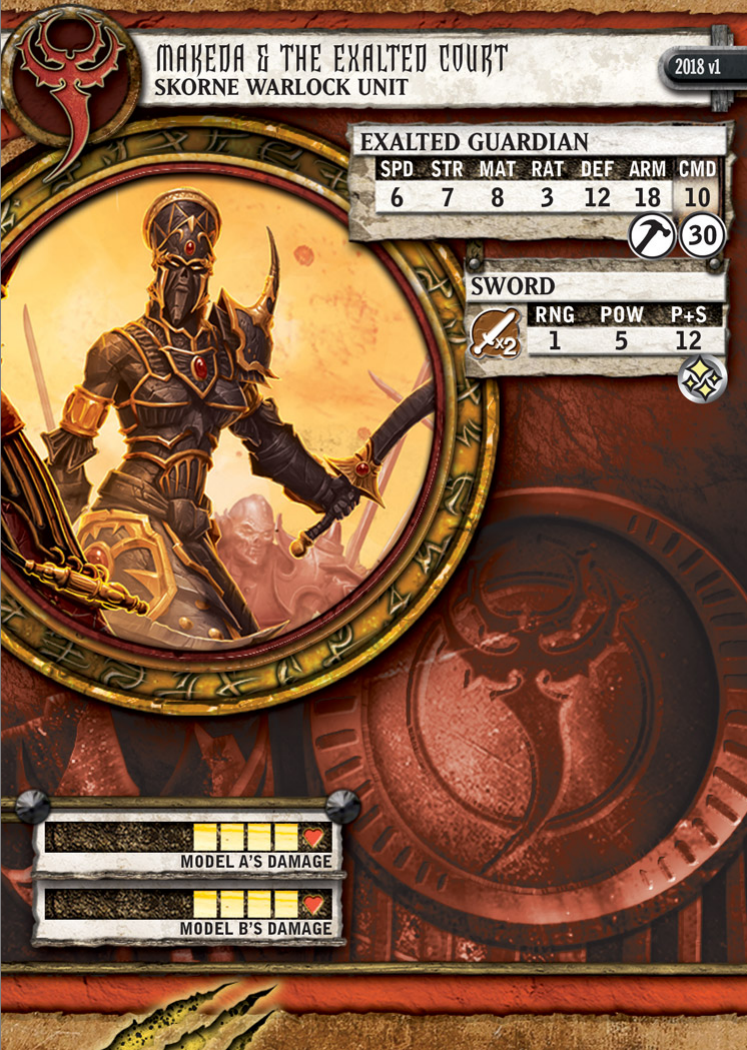 MAKEDA & THE EXALTED COURT
SKORNE WARLOCK UNIT
2018 v1
EXALTED GUARDIAN
SPD STR MAT RAT DEF ARM CMD
6 7 8 3 12 18 10
30
SWORD
RNG POW P+S
x2 1 5 12
MODEL A'S DAMAGE
MODEL B'S DAMAGE